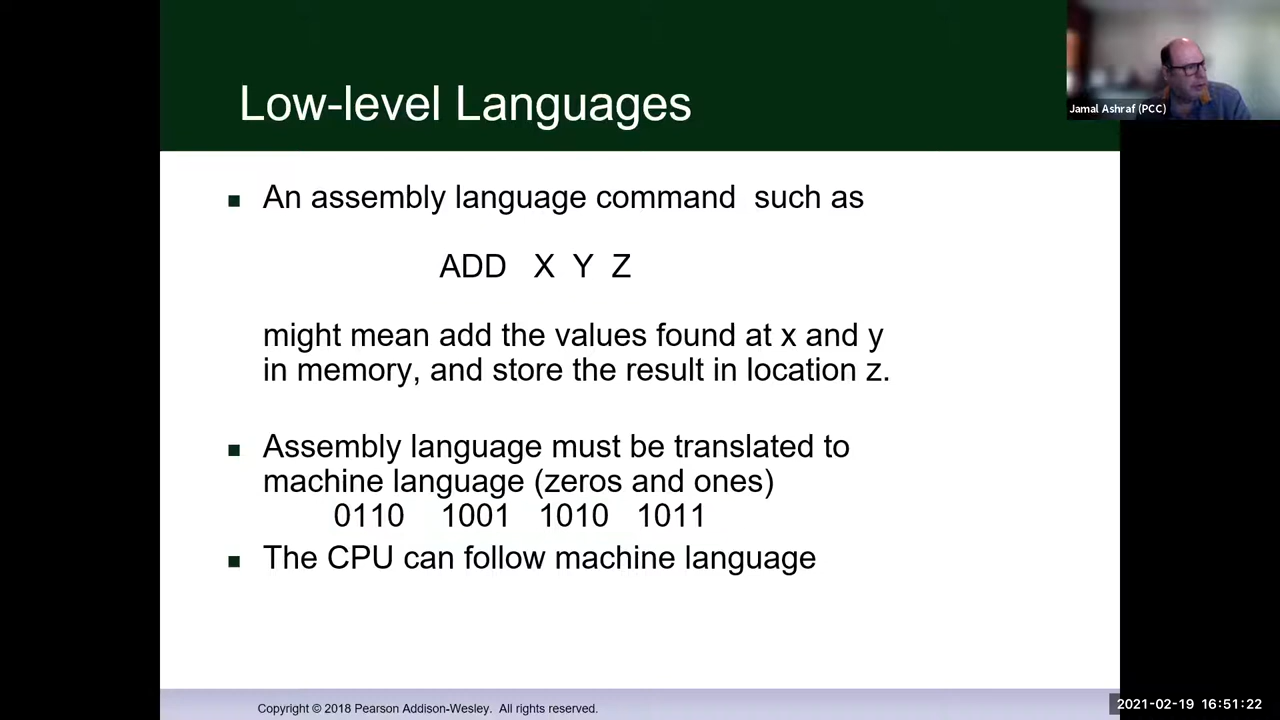 Low-level Languages
Jamal Ashraf (PCC)
An assembly language command such as
ADD X Y Z
might mean add the values found at x and y
in memory, and store the result in location z.
Assembly language must be translated to
machine language (zeros and ones)
0110 1001 1010 1011
The CPU can follow machine language
Copyright © 2018 Pearson Addison-Wesley. All rights reserved.
2021-02-19 16:51:22